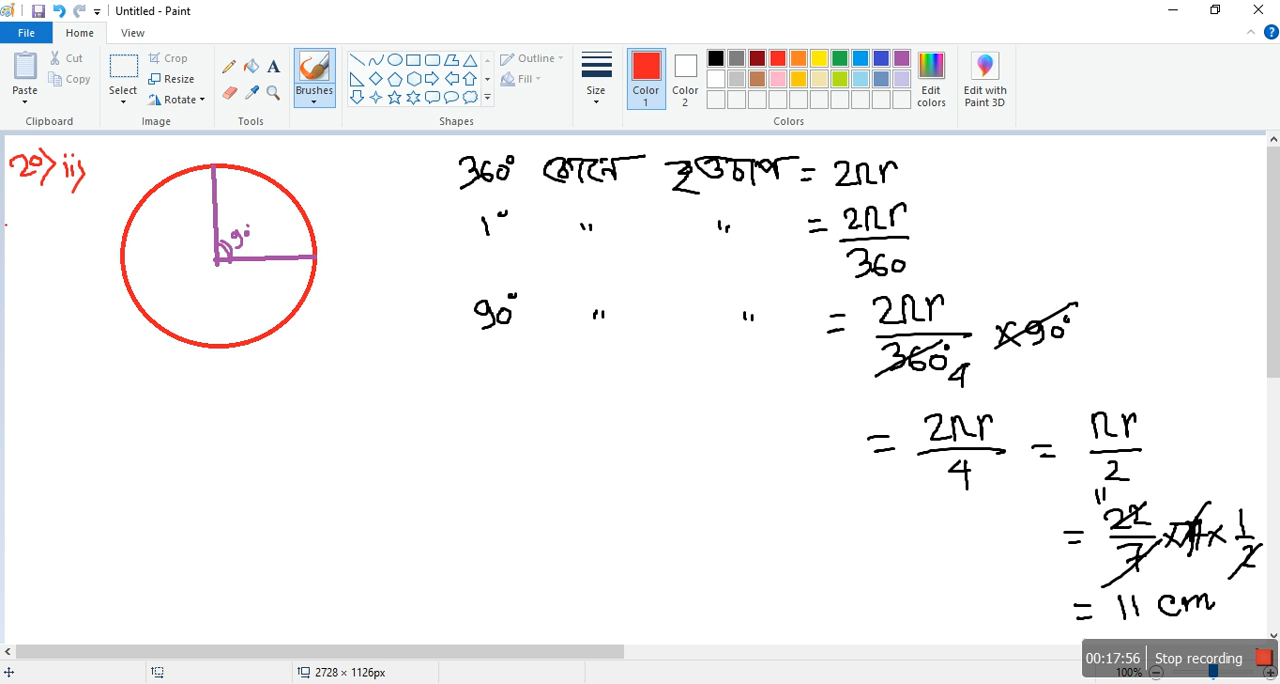 Untitled - Paint
File Home View
Paste Cut Copy
Clipboard
Select Crop Resize Rotate
Image
A
Tools
Brushes
Outline Fill
Shapes
Size
Color 1
Color 2
Edit colors
Colors
Edit with Paint 3D
20> ii)
90°
360° কোনে = 2πr
1° " " = 2πr/360
90° " " = 2πr/360° × 90°
4
= 2πr/4 = πr/2
11
= 22/7 × × 1/2
= 11 cm
2728 × 1126px
100%
00:17:56 Stop recording